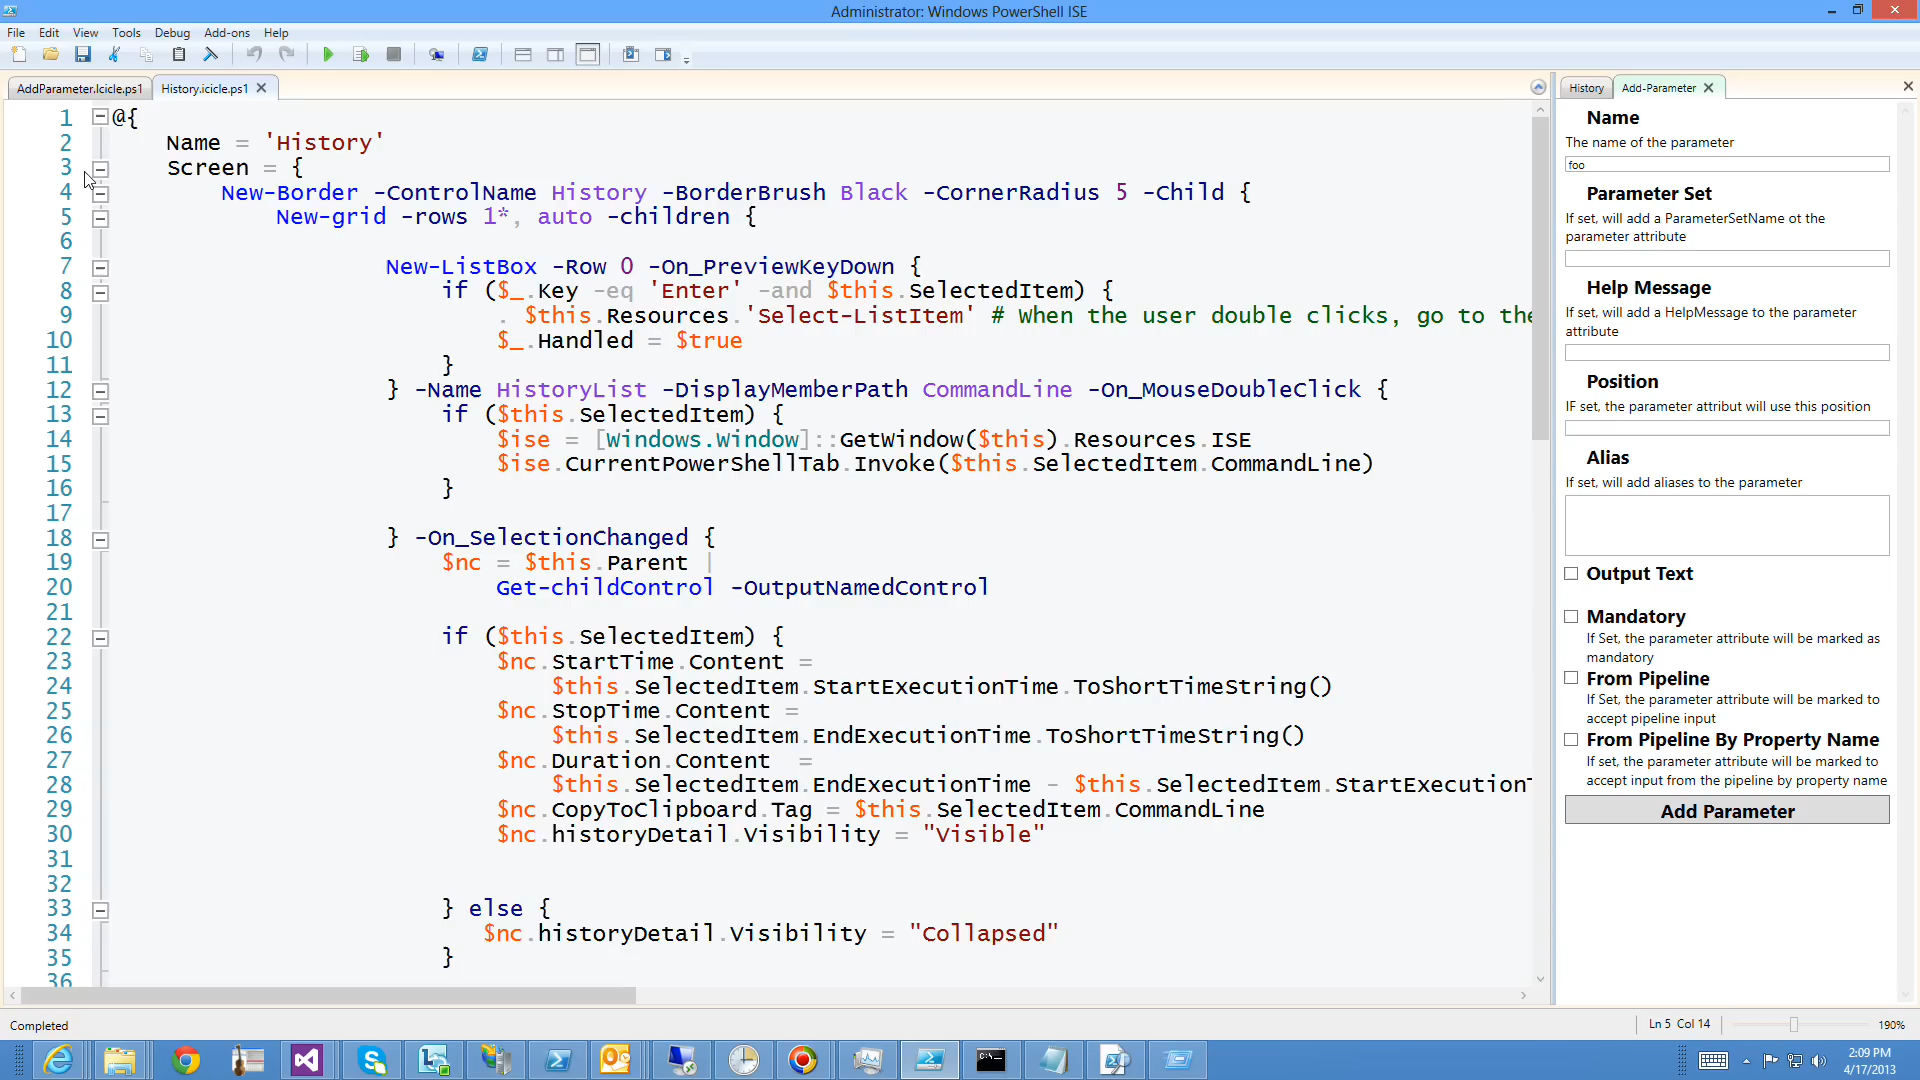 Administrator: Windows PowerShell ISE
File Edit View Tools Debug Add-ons Help
AddParameter.Icicle.ps1 History.icicle.ps1
1 @{
2 Name = 'History'
3 Screen = {
4 New-Border -ControlName History -BorderBrush Black -CornerRadius 5 -Child {
5 New-grid -rows 1*, auto -children {
6
7 New-ListBox -Row 0 -On_PreviewKeyDown {
8 if ($_.Key -eq 'Enter' -and $this.SelectedItem) {
9 . $this.Resources.'Select-ListItem' # When the user double clicks, go to the
10 $_.Handled = $true
11 }
12 } -Name HistoryList -DisplayMemberPath CommandLine -On_MouseDoubleClick {
13 if ($this.SelectedItem) {
14 $ise = [Windows.Window]::GetWindow($this).Resources.ISE
15 $ise.CurrentPowerShellTab.Invoke($this.SelectedItem.CommandLine)
16 }
17
18 } -On_SelectionChanged {
19 $nc = $this.Parent |
20 Get-childControl -OutputNamedControl
21
22 if ($this.SelectedItem) {
23 $nc.StartTime.Content =
24 $this.SelectedItem.StartExecutionTime.ToShortTimeString()
25 $nc.StopTime.Content =
26 $this.SelectedItem.EndExecutionTime.ToShortTimeString()
27 $nc.Duration.Content =
28 $this.SelectedItem.EndExecutionTime - $this.SelectedItem.StartExecutionT
29 $nc.CopyToClipboard.Tag = $this.SelectedItem.CommandLine
30 $nc.historyDetail.Visibility = "Visible"
31
32
33 } else {
34 $nc.historyDetail.Visibility = "Collapsed"
35 }
36
History Add-Parameter
Name
The name of the parameter
foo
Parameter Set
If set, will add a ParameterSetName ot the
parameter attribute
Help Message
If set, will add a HelpMessage to the parameter
attribute
Position
IF set, the parameter attribut will use this position
Alias
If set, will add aliases to the parameter
Output Text
Mandatory
If Set, the parameter attribute will be marked as
mandatory
From Pipeline
If Set, the parameter attribute will be marked to
accept pipeline input
From Pipeline By Property Name
If set, the parameter attribute will be marked to
accept input from the pipeline by property name
Add Parameter
Completed
Ln 5 Col 14
190%
2:09 PM
4/17/2013